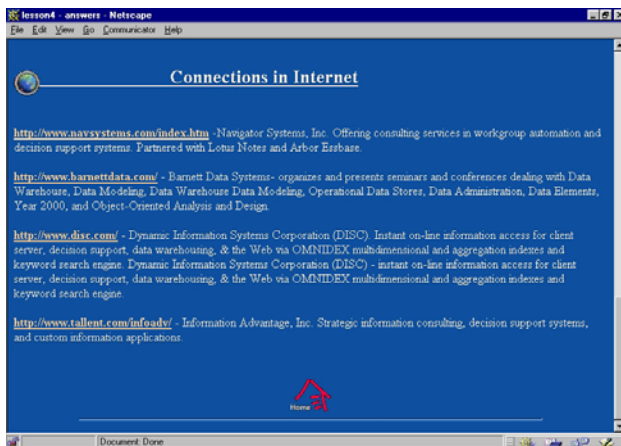 lesson4 - answers - Netscape
File Edit View Go Communicator Help
Connections in Internet
http://www.navsystems.com/index.htm -Navigator Systems, Inc. Offering consulting services in workgroup automation and
decision support systems. Partnered with Lotus Notes and Arbor Essbase.
http://www.barnettdata.com/ - Barnett Data Systems- organizes and presents seminars and conferences dealing with Data
Warehouse, Data Modeling, Data Warehouse Data Modeling, Operational Data Stores, Data Administration, Data Elements,
Year 2000, and Object-Oriented Analysis and Design.
http://www.disc.com/ - Dynamic Information Systems Corporation (DISC). Instant on-line information access for client
server, decision support, data warehousing, & the Web via OMNIDEX multidimensional and aggregation indexes and
keyword search engine. Dynamic Information Systems Corporation (DISC) - instant on-line information access for client
server, decision support, data warehousing, & the Web via OMNIDEX multidimensional and aggregation indexes and
keyword search engine.
http://www.tallent.com/infoadv/ - Information Advantage, Inc. Strategic information consulting, decision support systems,
and custom information applications.
Home
Document: Done